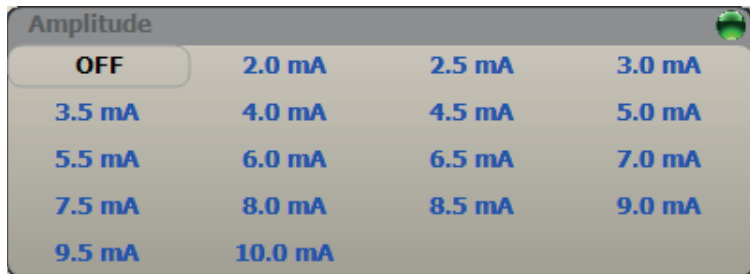 Amplitude
OFF 2.0 mA 2.5 mA 3.0 mA
3.5 mA 4.0 mA 4.5 mA 5.0 mA
5.5 mA 6.0 mA 6.5 mA 7.0 mA
7.5 mA 8.0 mA 8.5 mA 9.0 mA
9.5 mA 10.0 mA